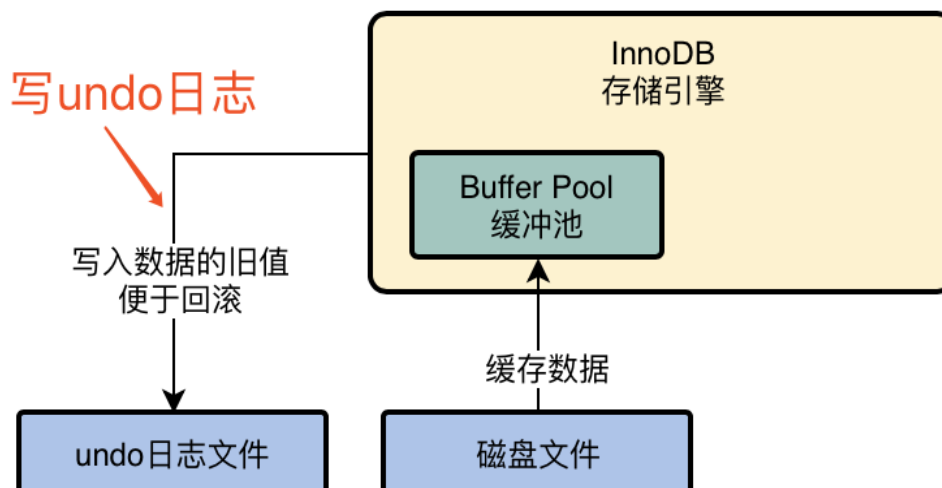 InnoDB
存储引擎
写undo日志
Buffer Pool
缓冲池
写入数据的旧值
便于回滚
缓存数据
undo日志文件
磁盘文件